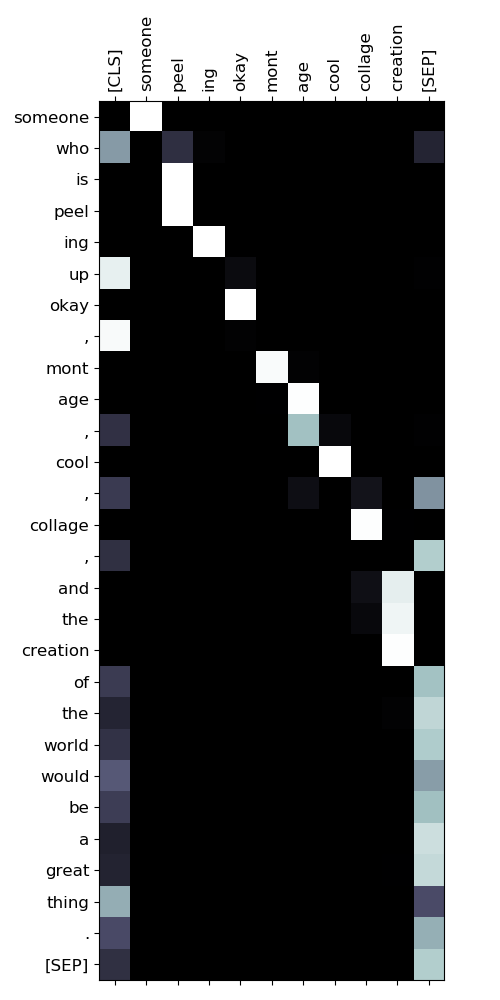 [CLS] someone peel ing okay mont age cool collage creation [SEP]
someone
who
is
peel
ing
up
okay
,
mont
age
,
cool
,
collage
,
and
the
creation
of
the
world
would
be
a
great
thing
.
[SEP]